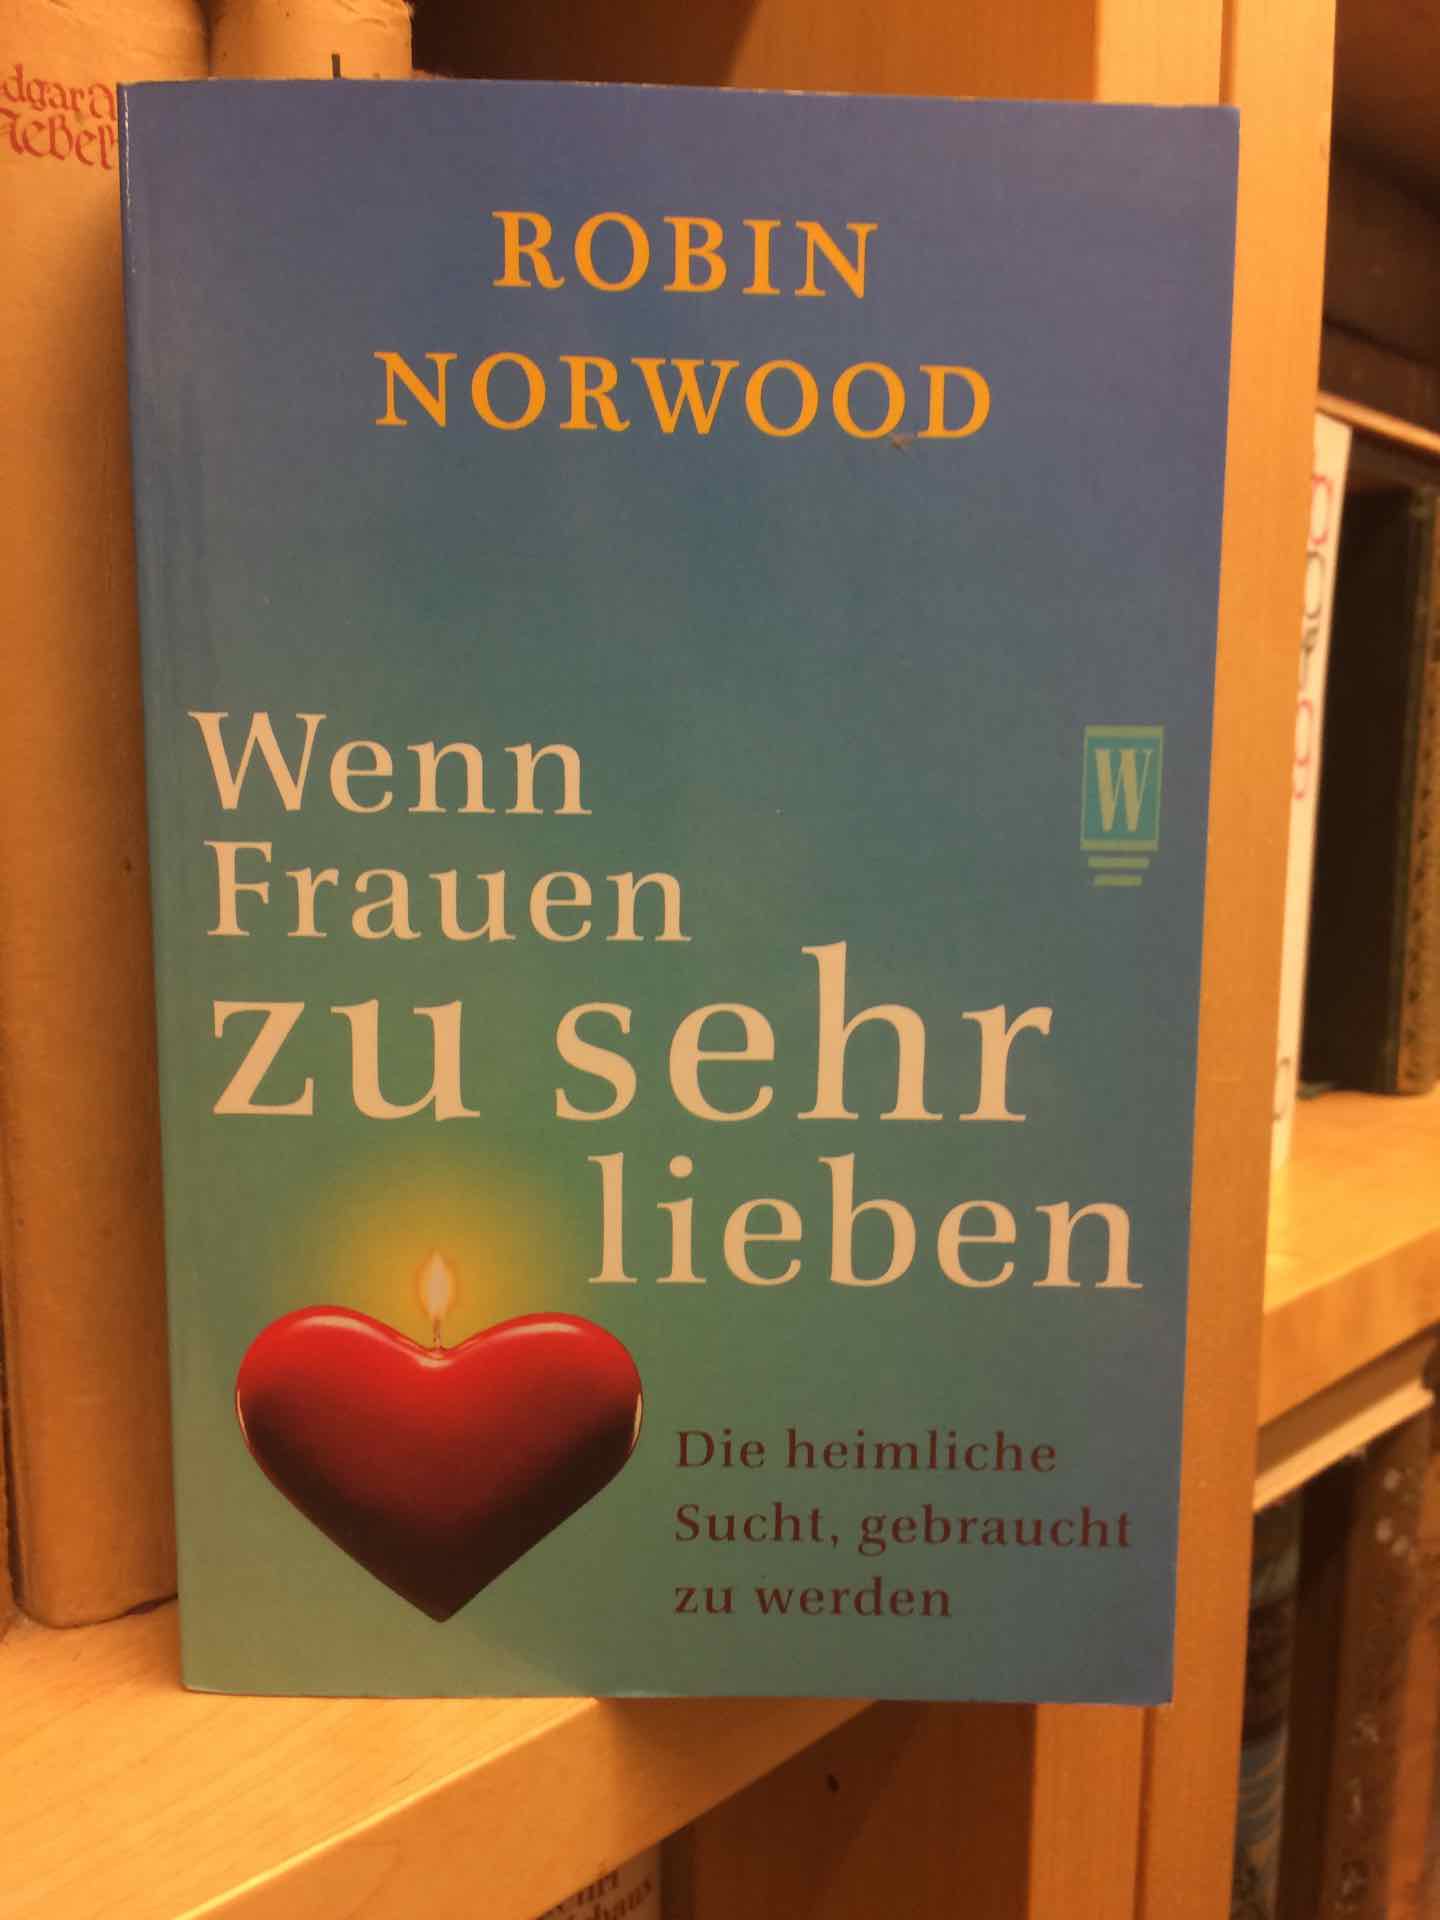 ROBIN
NORWOOD
Wenn
Frauen
zu sehr
lieben
W
Die heimliche
Sucht, gebraucht
zu werden